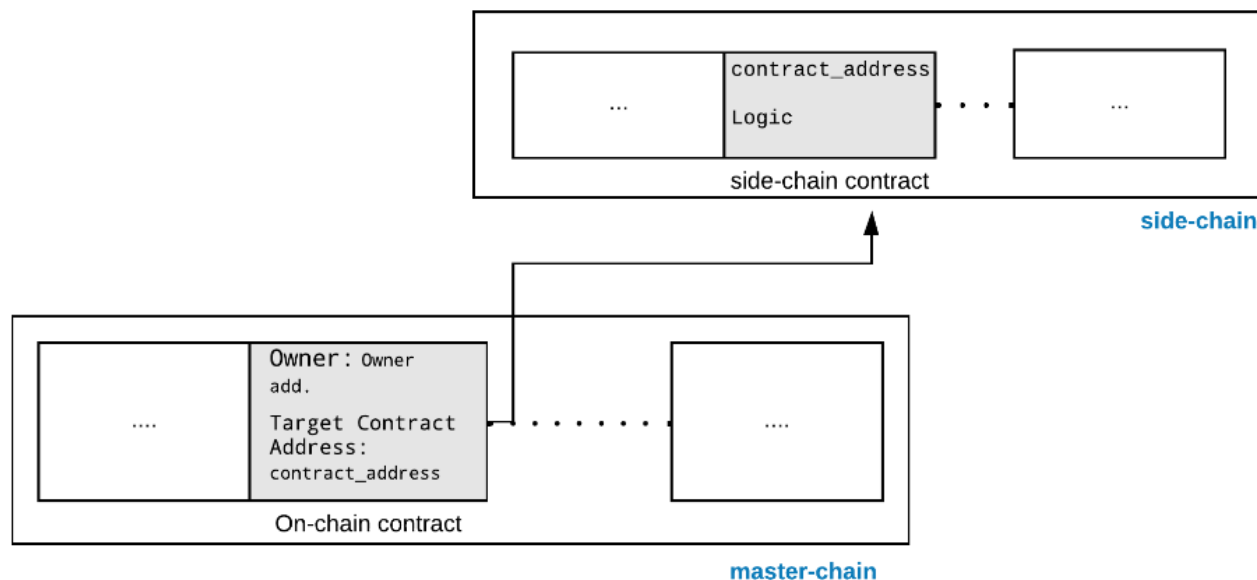 ...
contract_address
Logic
...
side-chain contract
side-chain
....
Owner: Owner
add.
Target Contract
Address:
contract_address
....
On-chain contract
master-chain